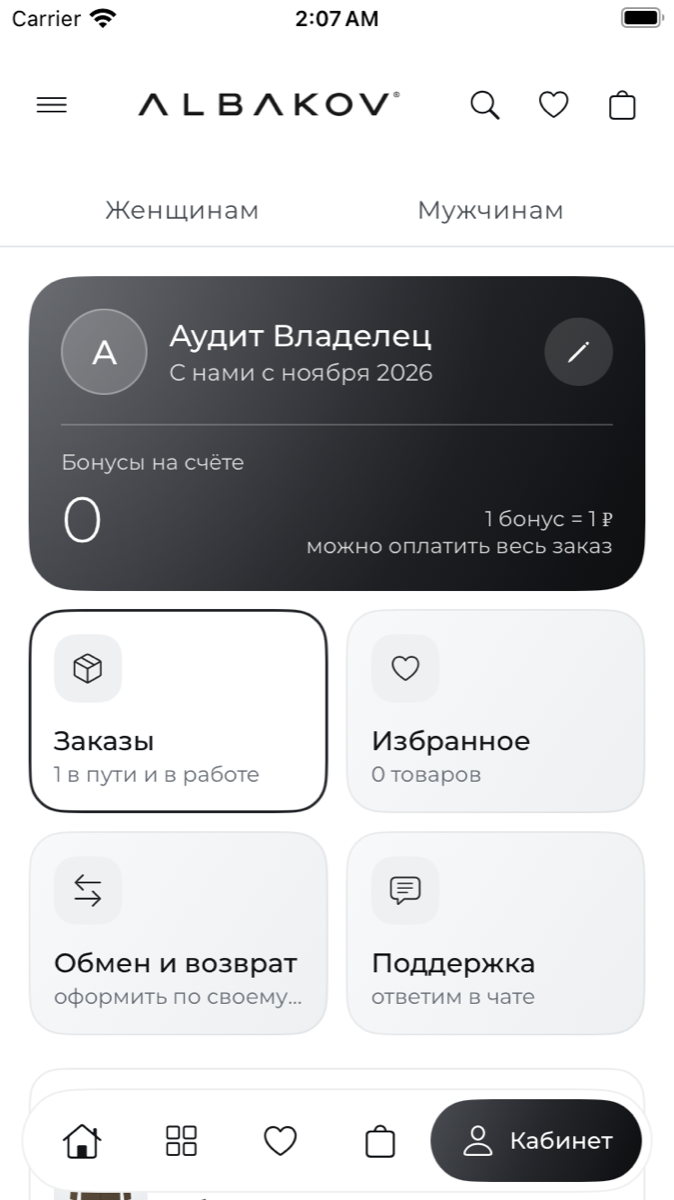 Carrier
2:07 AM
ALBAKOV®
Женщинам
Мужчинам
А
Аудит Владелец
С нами с ноября 2026
Бонусы на счёте
0
1 бонус = 1 ₽
можно оплатить весь заказ
Заказы
1 в пути и в работе
Избранное
0 товаров
Обмен и возврат
оформить по своему...
Поддержка
ответим в чате
Кабинет